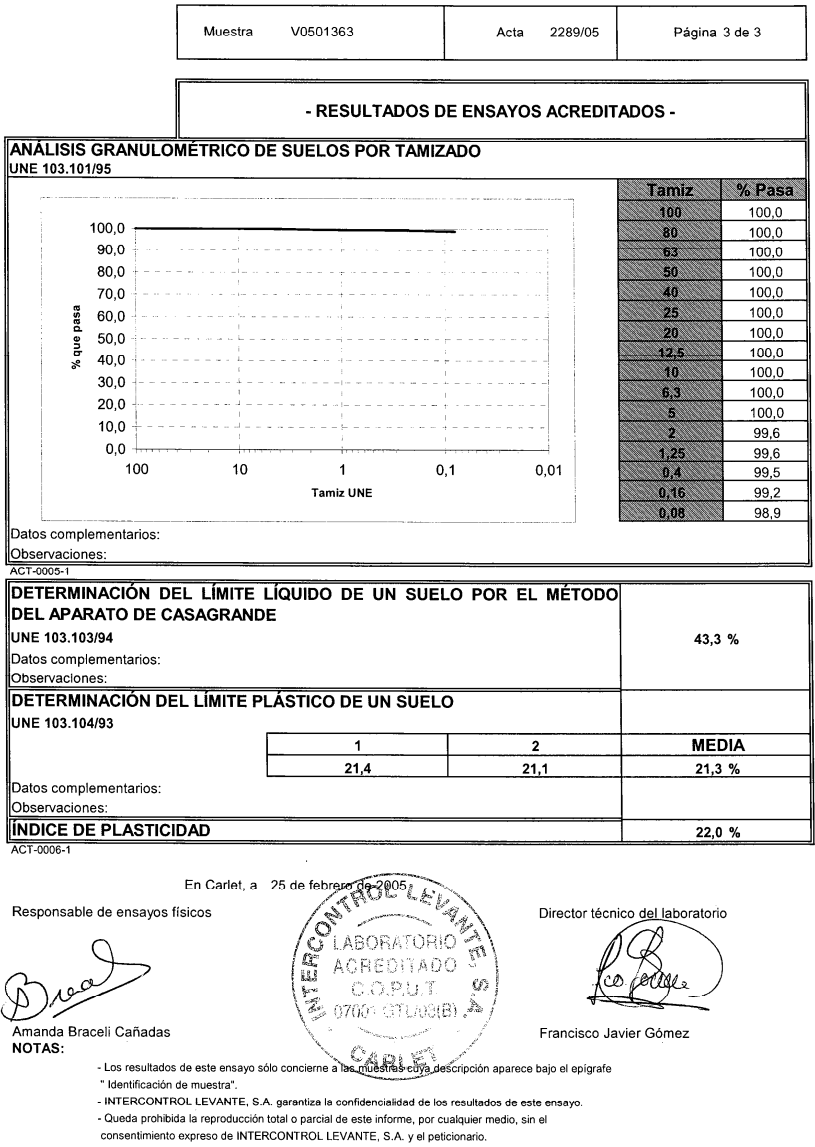 Muestra V0501363 Acta 2289/05 Página 3 de 3
- RESULTADOS DE ENSAYOS ACREDITADOS -
ANÁLISIS GRANULOMÉTRICO DE SUELOS POR TAMIZADO
UNE 103.101/95
% que pasa
100,0
90,0
80,0
70,0
60,0
50,0
40,0
30,0
20,0
10,0
0,0
100 10 1 0,1 0,01
Tamiz UNE
Tamiz % Pasa
100 100,0
80 100,0
63 100,0
50 100,0
40 100,0
25 100,0
20 100,0
12,5 100,0
10 100,0
6,3 100,0
5 100,0
2 99,6
1,25 99,6
0,4 99,5
0,16 99,2
0,08 98,9
Datos complementarios:
Observaciones:
ACT-0005-1
DETERMINACIÓN DEL LÍMITE LÍQUIDO DE UN SUELO POR EL MÉTODO
DEL APARATO DE CASAGRANDE
UNE 103.103/94 43,3 %
Datos complementarios:
Observaciones:
DETERMINACIÓN DEL LÍMITE PLÁSTICO DE UN SUELO
UNE 103.104/93
1 2 MEDIA
21,4 21,1 21,3 %
Datos complementarios:
Observaciones:
ÍNDICE DE PLASTICIDAD 22,0 %
ACT-0006-1
En Carlet, a 25 de febrero de 2005
Responsable de ensayos físicos
Director técnico del laboratorio
INTERCONTROL LEVANTE, S.A.
LABORATORIO
ACREDITADO
C.O.P.U.T
CARLET
Amanda Braceli Cañadas
Francisco Javier Gómez
NOTAS:
- Los resultados de este ensayo sólo concierne a las muestras cuya descripción aparece bajo el epígrafe
" Identificación de muestra".
- INTERCONTROL LEVANTE, S.A. garantiza la confidencialidad de los resultados de este ensayo.
- Queda prohibida la reproducción total o parcial de este informe, por cualquier medio, sin el
consentimiento expreso de INTERCONTROL LEVANTE, S.A. y el peticionario.